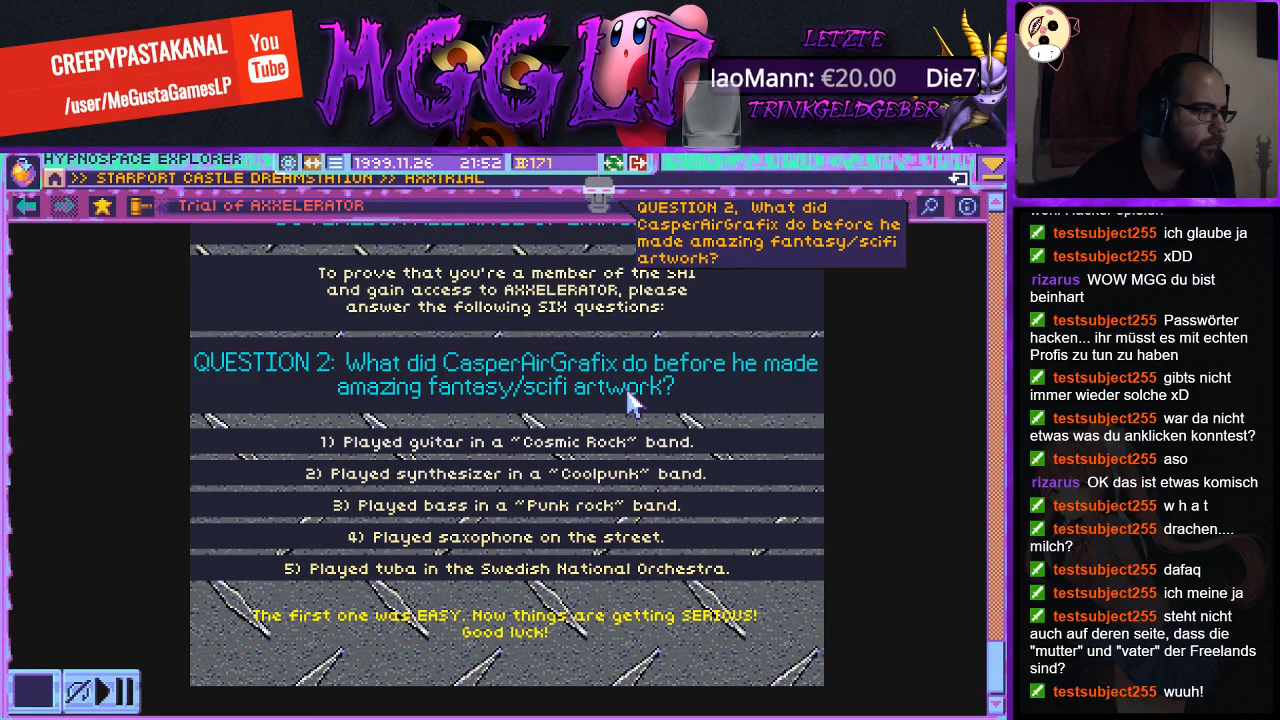 CREEPYPASTAKANAL
/user/MeGustaGamesLP
You
Tube
MGGLP
LETZTE
laoMann: €20.00 Die7
TRINKGELDGEBER
HYPNOSPACE EXPLORER
1999.11.26
21:52
171
>> STARPORT CASTLE DREAMSTATION >> AXXTRIAL
Trial of AXXELERATOR
QUESTION 2, What did
CasperAirGrafix do before he
made amazing fantasy/scifi
artwork?
To prove that you're a member of the SAI
and gain access to AXXELERATOR, please
answer the following SIX questions:
QUESTION 2: What did CasperAirGrafix do before he made
amazing fantasy/scifi artwork?
1) Played guitar in a ~Cosmic Rock~ band.
2) Played synthesizer in a ~Coolpunk~ band.
3) Played bass in a ~Punk rock~ band.
4) Played saxophone on the street.
5) Played tuba in the Swedish National Orchestra.
The first one was EASY. Now things are getting SERIOUS!
Good luck!
testsubject255 ich glaube ja
testsubject255 xDD
rizarus WOW MGG du bist
beinhart
testsubject255 Passwörter
hacken... ihr müsst es mit echten
Profis zu tun zu haben
testsubject255 gibts nicht
immer wieder solche xD
testsubject255 war da nicht
etwas was du anklicken konntest?
testsubject255 aso
rizarus OK das ist etwas komisch
testsubject255 w h a t
testsubject255 drachen....
milch?
testsubject255 dafaq
testsubject255 ich meine ja
testsubject255 steht nicht
auch auf deren seite, dass die
"mutter" und "vater" der Freelands
sind?
testsubject255 wuuh!